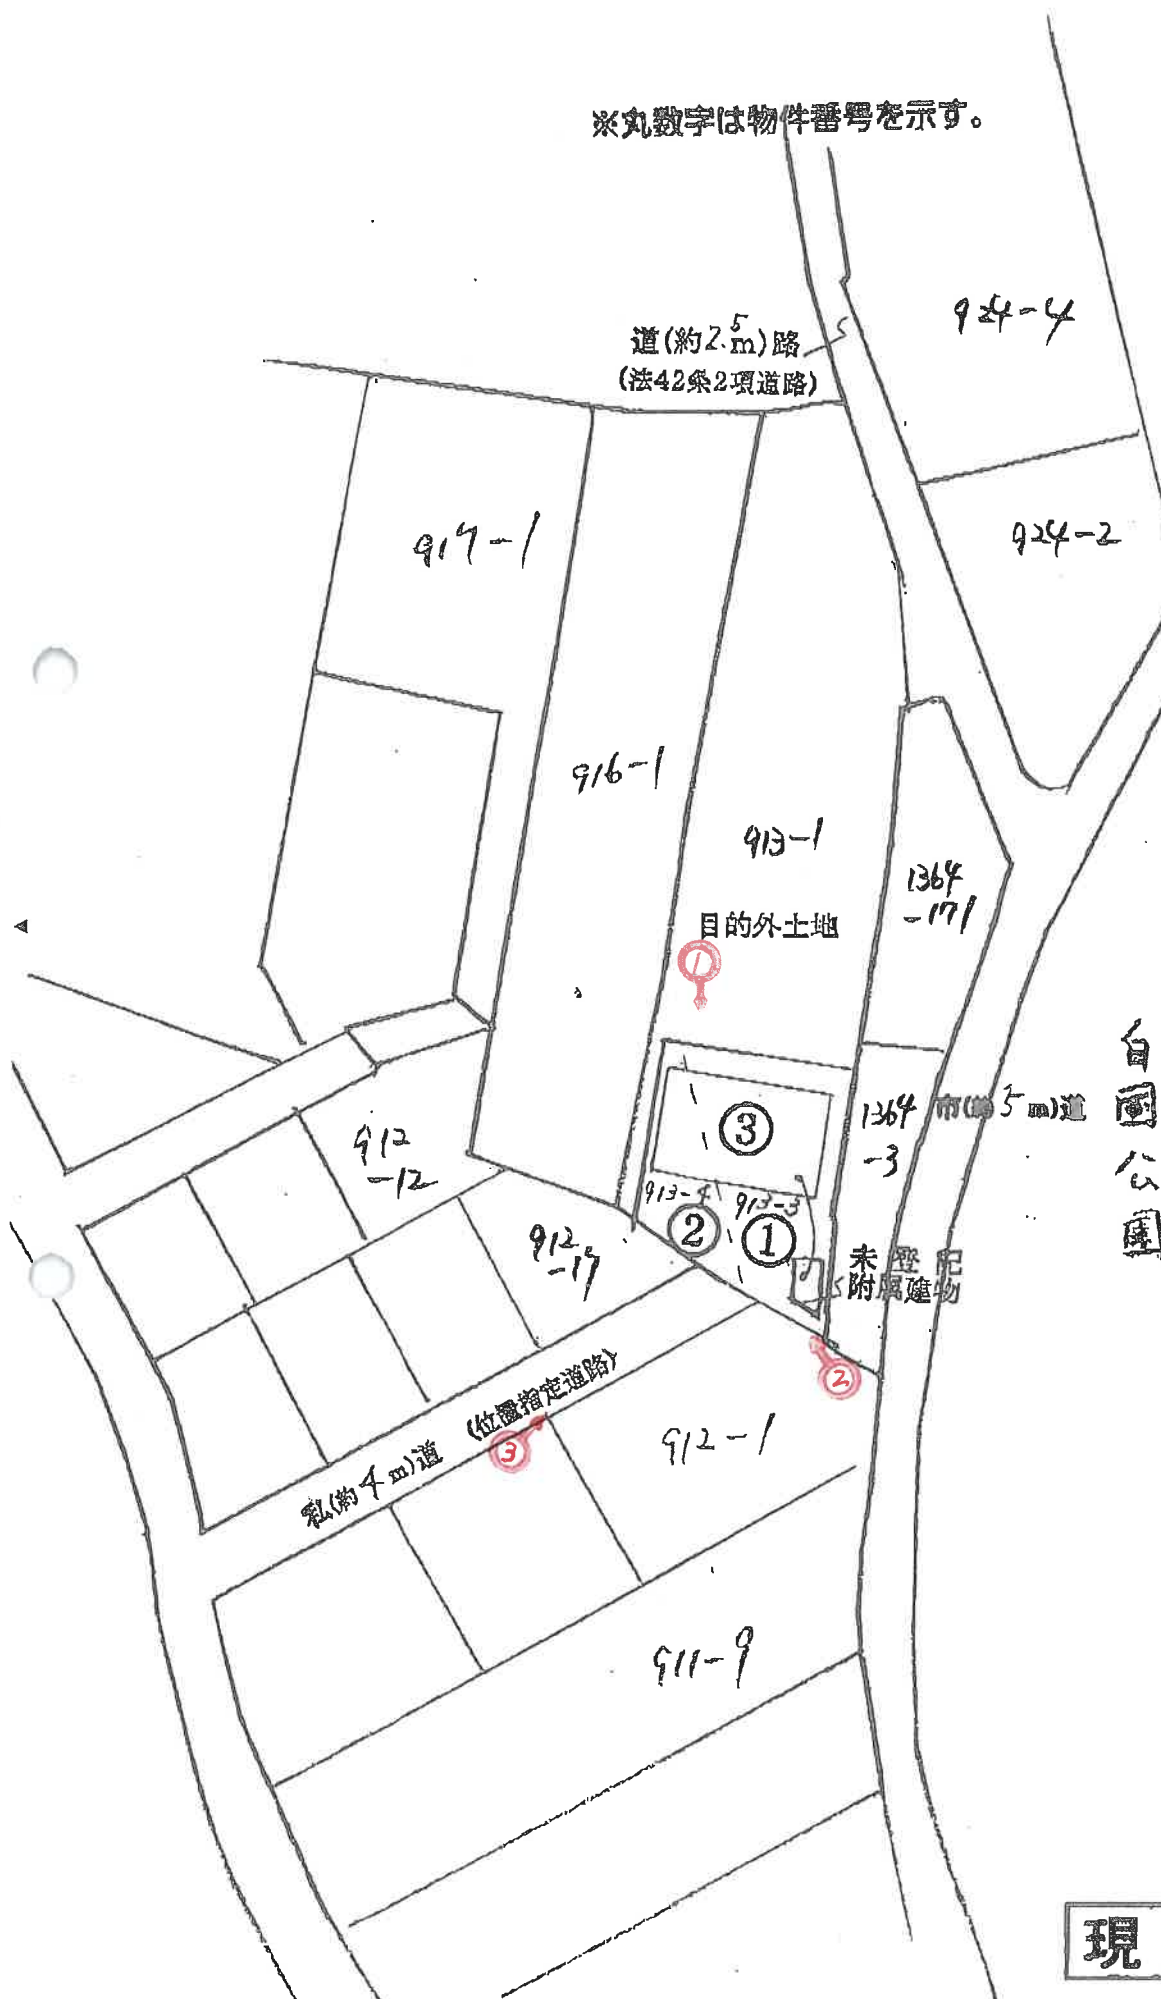 ※丸数字は物件番号を示す。
924-4
道(約2.5m)路
(法42条2項道路)
917-1
924-2
916-1
913-1
1364
-171
目的外土地
1
自
國
公
園
市(約5m)道
1364
-3
③
912
-12
913-4
913-3
②
①
912
-17
未登記
附属建物
2
(位置指定道路)
私(約4m)道
3
912-1
911-9
現